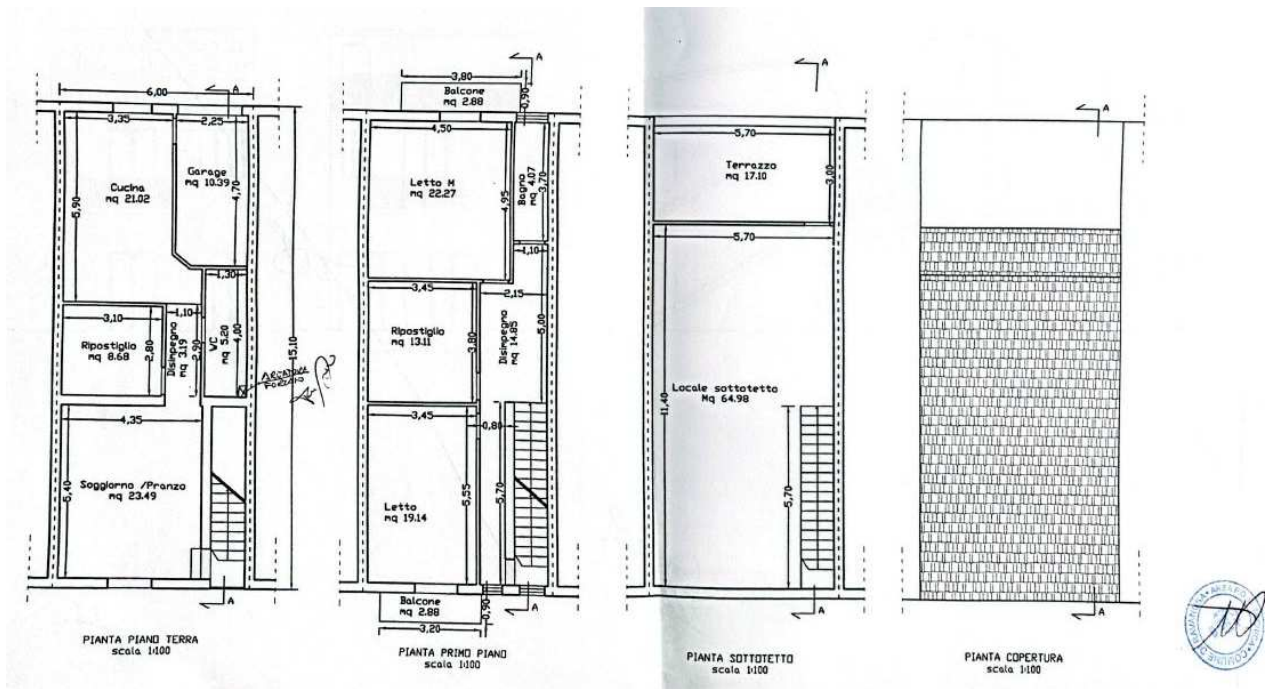 A
6,00
3,35
2,25
Cucina
mq 21.02
Garage
mq 10.39
5,90
4,70
1,30
3,10
1,10
Ripostiglio
mq 8.68
2,80
Disimpegno
mq 3.19
2,90
VC
mq 5.20
4,00
15,10
4,35
Soggiorno /Pranzo
mq 23.49
5,40
A
PIANTA PIANO TERRA
scala 1:100
A
3,80
Balcone
mq 2.88
0,90
4,50
Letto M
mq 22.27
4,95
Bagno
mq 4.07
3,70
1,10
3,45
2,15
Ripostiglio
mq 13.11
3,80
Disimpegno
mq 14.85
5,00
3,45
0,80
Letto
mq 19.14
5,55
5,70
Balcone
mq 2.88
0,90
3,20
A
PIANTA PRIMO PIANO
scala 1:100
A
5,70
Terrazzo
mq 17.10
3,00
5,70
Locale sottotetto
Mq 64.98
11,40
5,70
A
PIANTA SOTTOTETTO
scala 1:100
A
A
PIANTA COPERTURA
scala 1:100